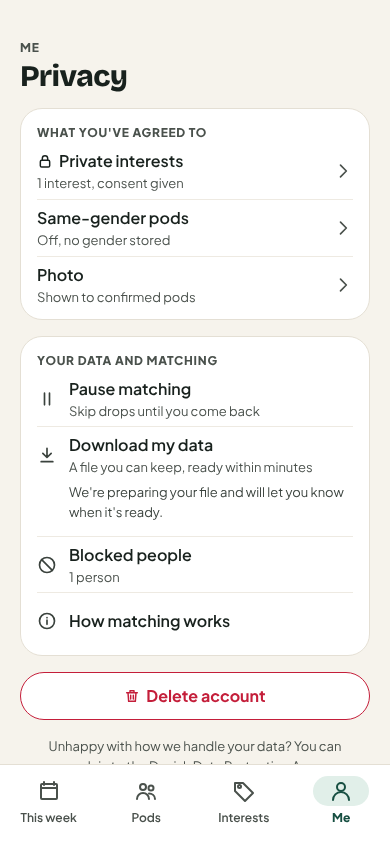 ME
Privacy
WHAT YOU'VE AGREED TO
Private interests
1 interest, consent given
Same-gender pods
Off, no gender stored
Photo
Shown to confirmed pods
YOUR DATA AND MATCHING
Pause matching
Skip drops until you come back
Download my data
A file you can keep, ready within minutes
We're preparing your file and will let you know
when it's ready.
Blocked people
1 person
How matching works
Delete account
Unhappy with how we handle your data? You can
This week
Pods
Interests
Me